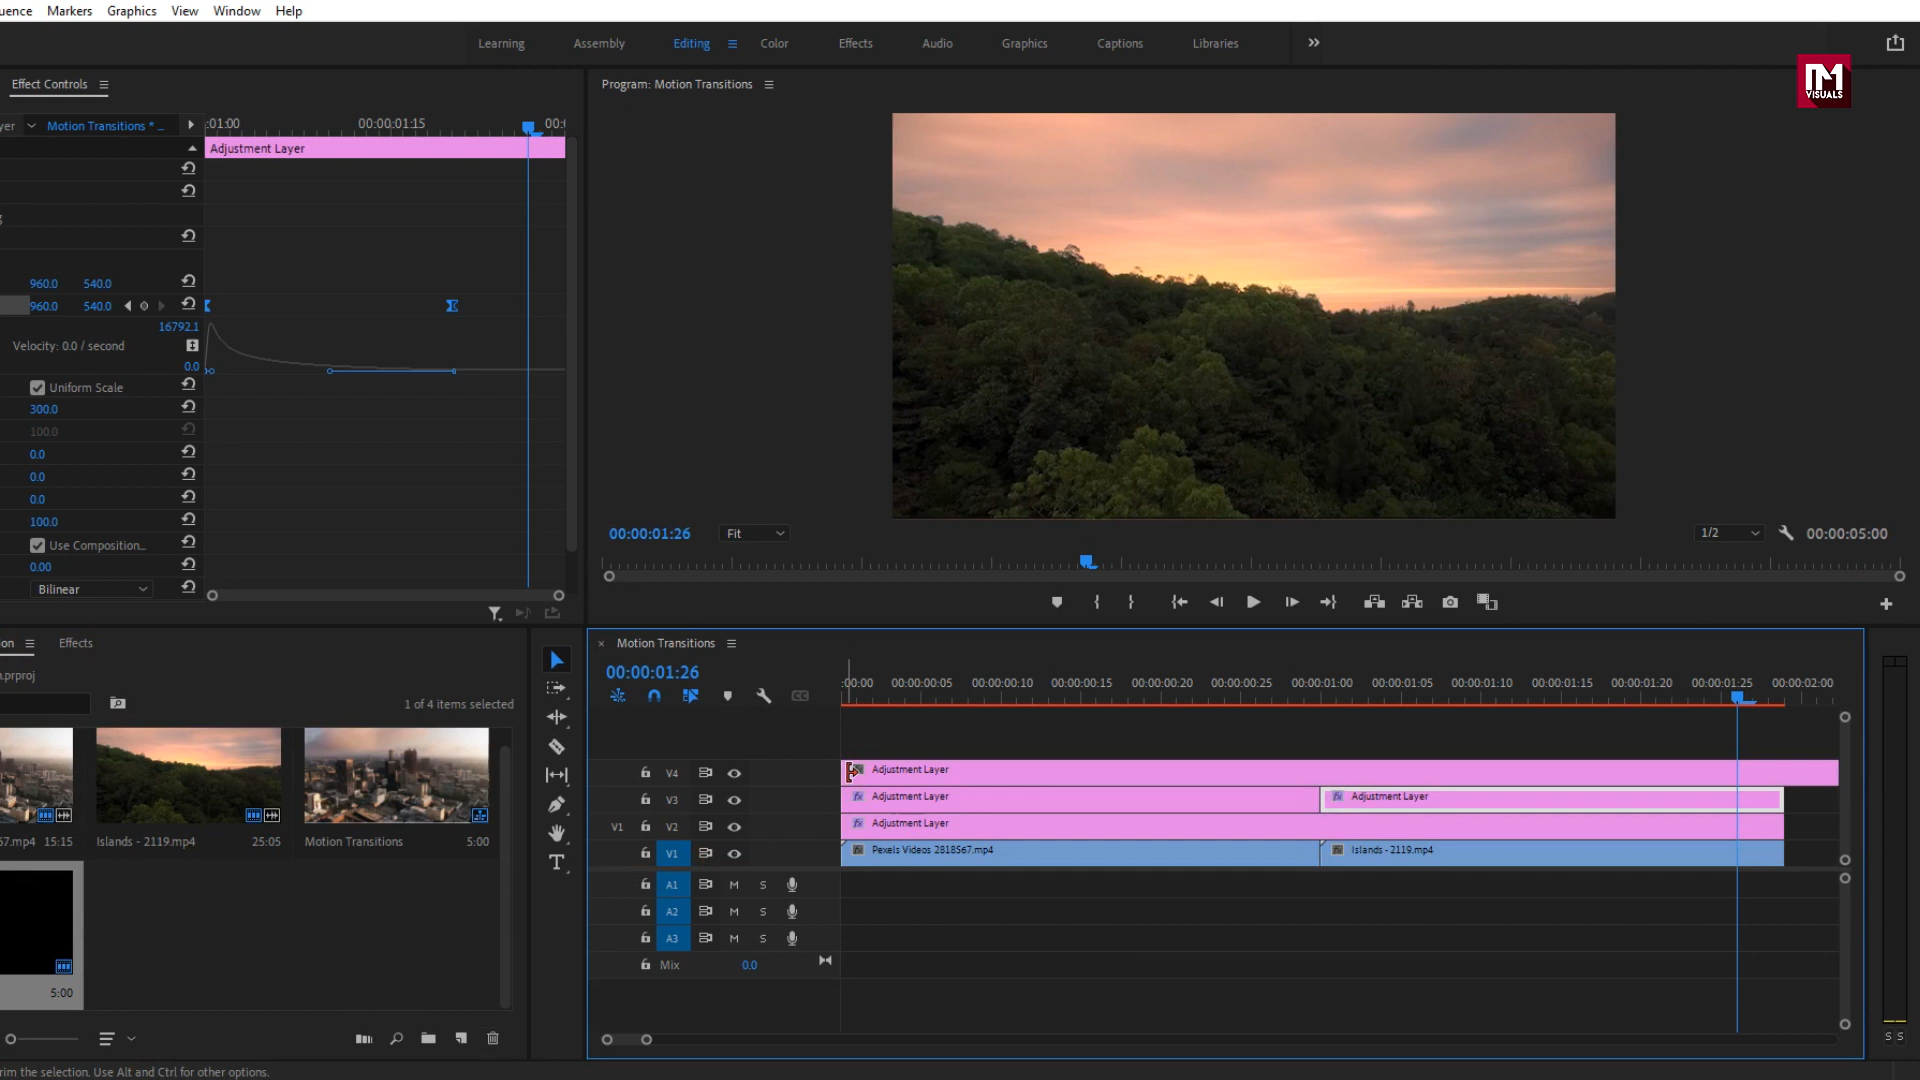 uence Markers Graphics View Window Help
Learning Assembly Editing Color Effects Audio Graphics Captions Libraries
M VISUALS
Effect Controls
Program: Motion Transitions
yer Motion Transitions * ...
:01:00 00:00:01:15 00:0
Adjustment Layer
g
960.0 540.0
960.0 540.0
16792.1
Velocity: 0.0 / second
0.0
Uniform Scale
300.0
100.0
0.0
0.0
0.0
100.0
Use Composition...
0.00
Bilinear
00:00:01:26 Fit 1/2 00:00:05:00
on Effects
.prproj
1 of 4 items selected
67.mp4 15:15
Islands - 2119.mp4 25:05
Motion Transitions 5:00
5:00
× Motion Transitions
00:00:01:26
:00:00 00:00:00:05 00:00:00:10 00:00:00:15 00:00:00:20 00:00:00:25 00:00:01:00 00:00:01:05 00:00:01:10 00:00:01:15 00:00:01:20 00:00:01:25 00:00:02:00
V4 Adjustment Layer
V3 fx Adjustment Layer fx Adjustment Layer
V1 V2 fx Adjustment Layer
V1 fx Pexels Videos 2818567.mp4 fx Islands - 2119.mp4
A1 M S
A2 M S
A3 M S
Mix 0.0
S S
rim the selection. Use Alt and Ctrl for other options.